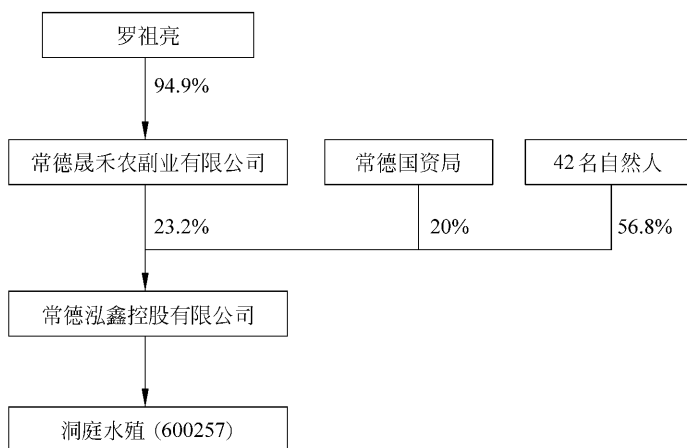 罗祖亮
94.9%
常德晟禾农副业有限公司
常德国资局
42名自然人
23.2%
20%
56.8%
常德泓鑫控股有限公司
洞庭水殖 (600257)